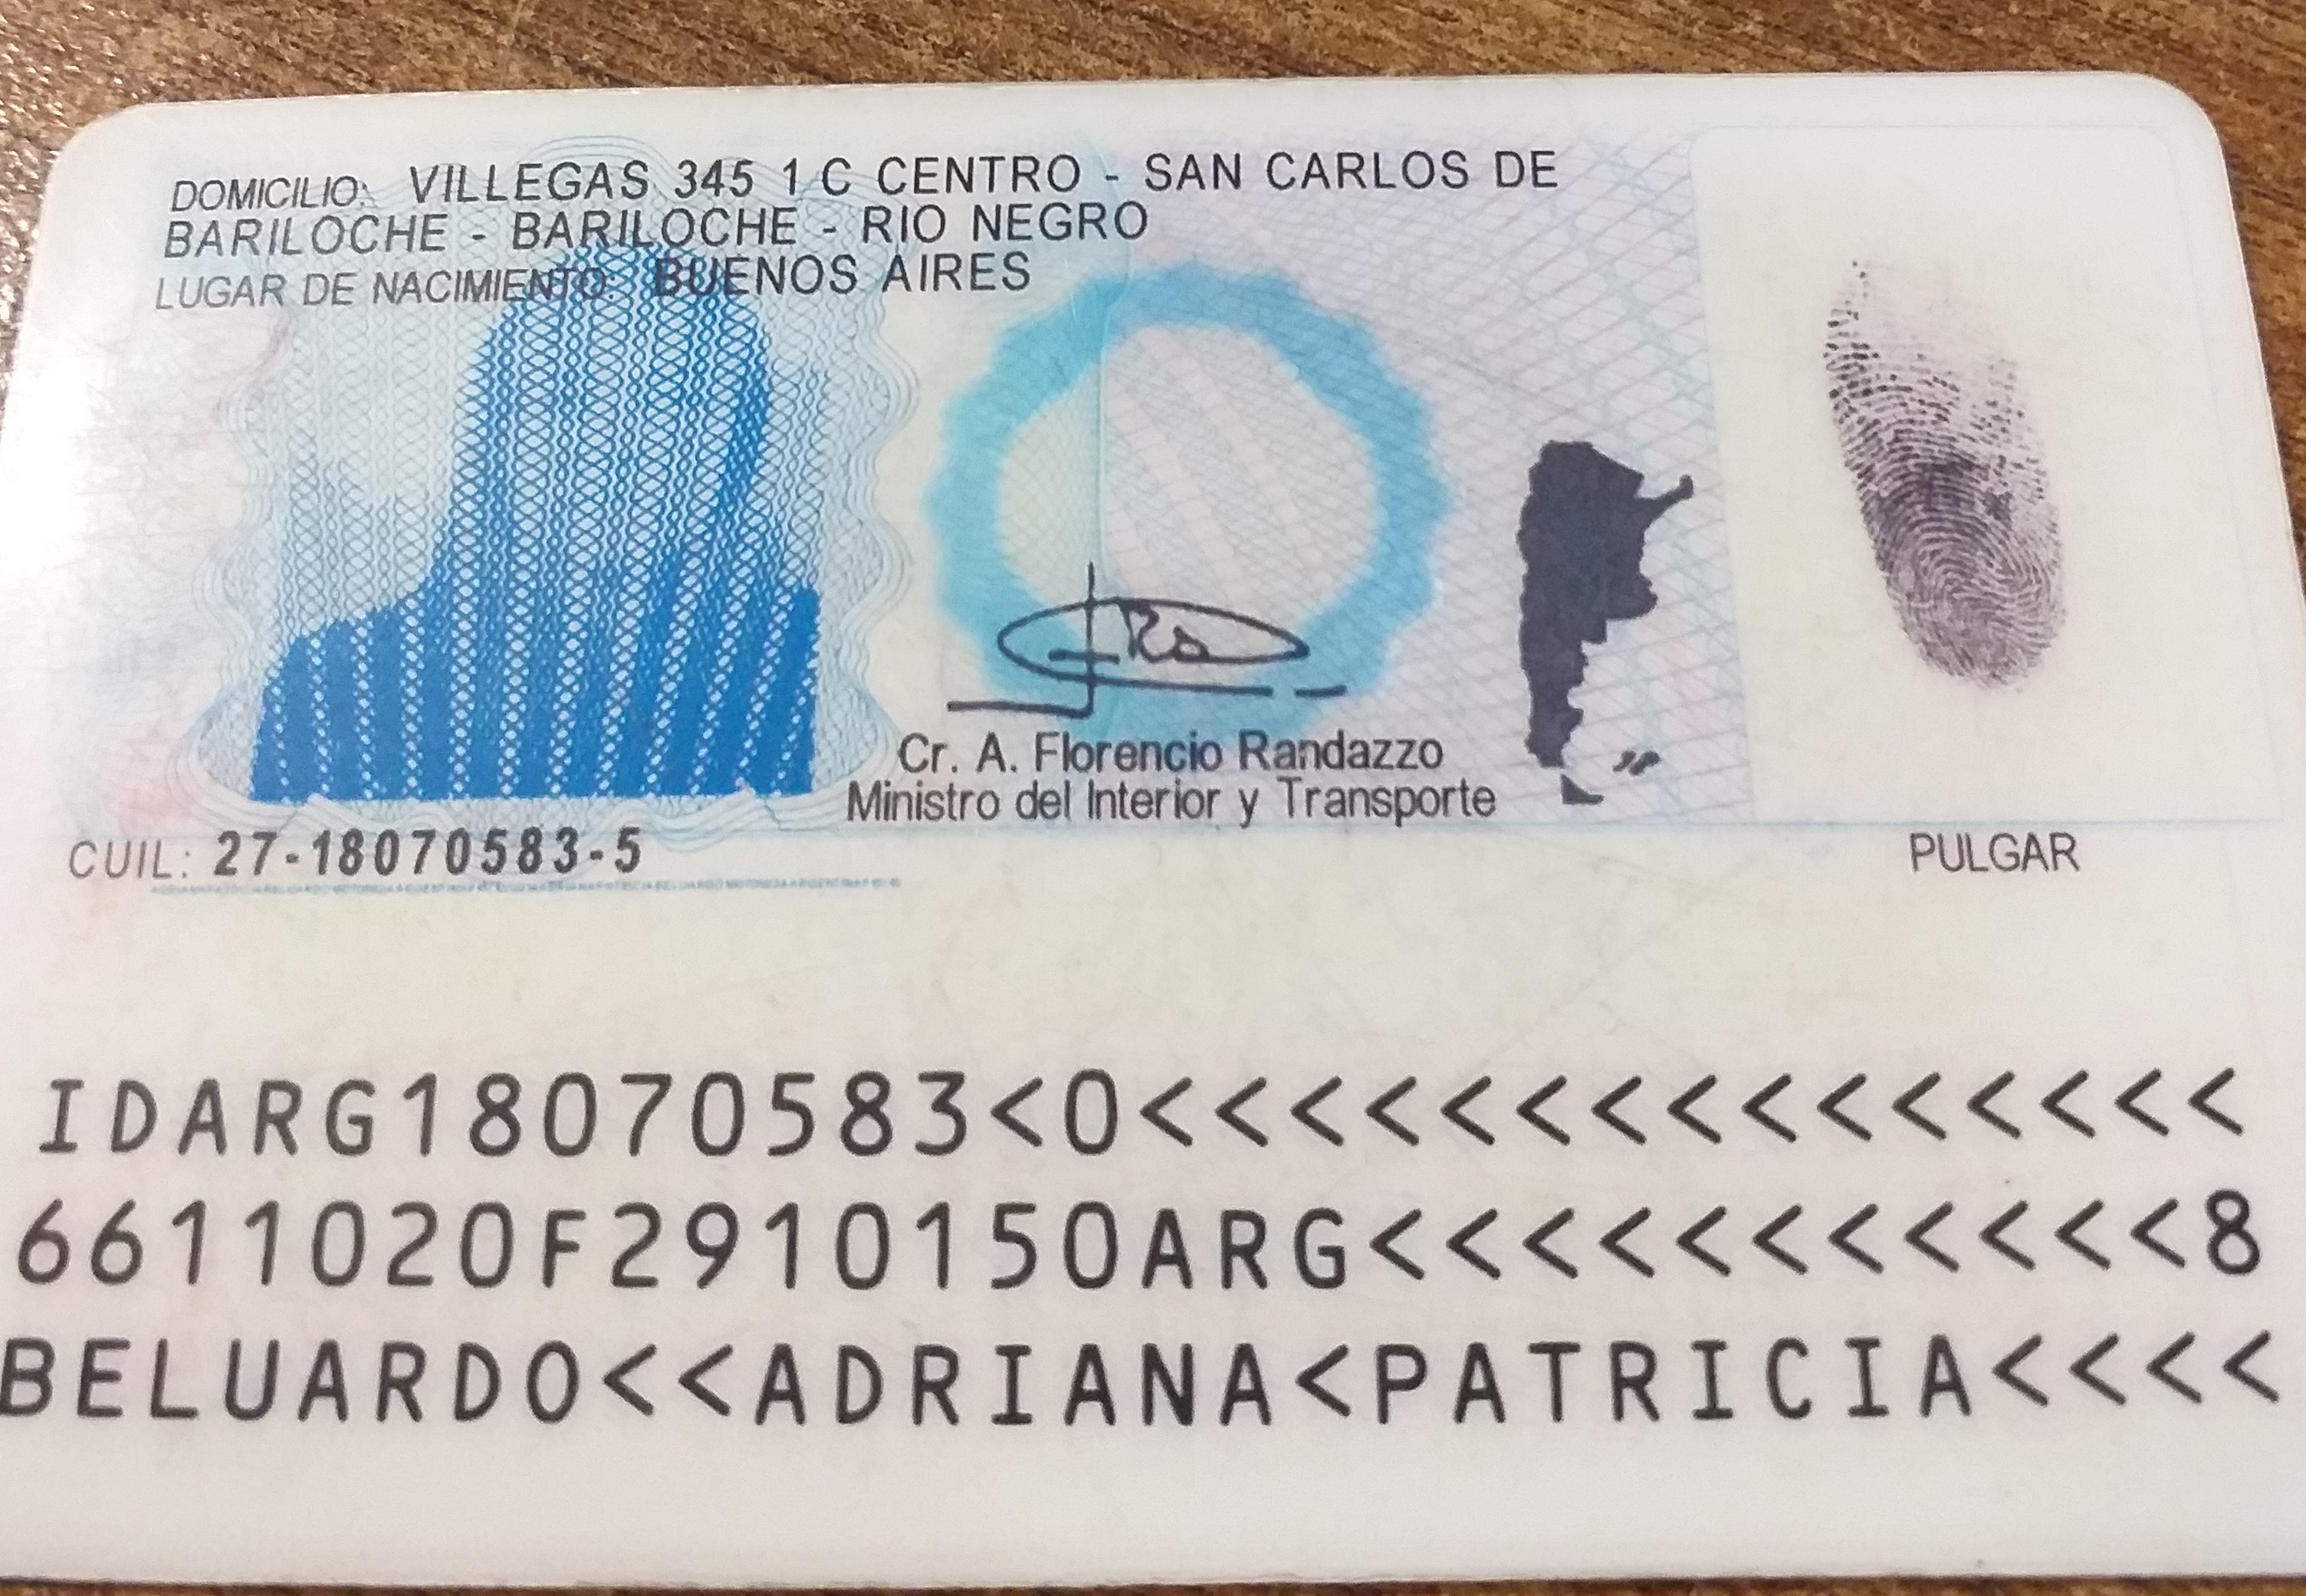 DOMICILIO: VILLEGAS 345 1 C CENTRO - SAN CARLOS DE
BARILOCHE - BARILOCHE - RIO NEGRO
LUGAR DE NACIMIENTO: BUENOS AIRES
Cr. A. Florencio Randazzo
Ministro del Interior y Transporte
CUIL: 27-18070583-5
PULGAR
IDARG18070583<0<<<<<<<<<<<<<<<
6611020F2910150ARG<<<<<<<<<<<8
BELUARDO<<ADRIANA<PATRICIA<<<<